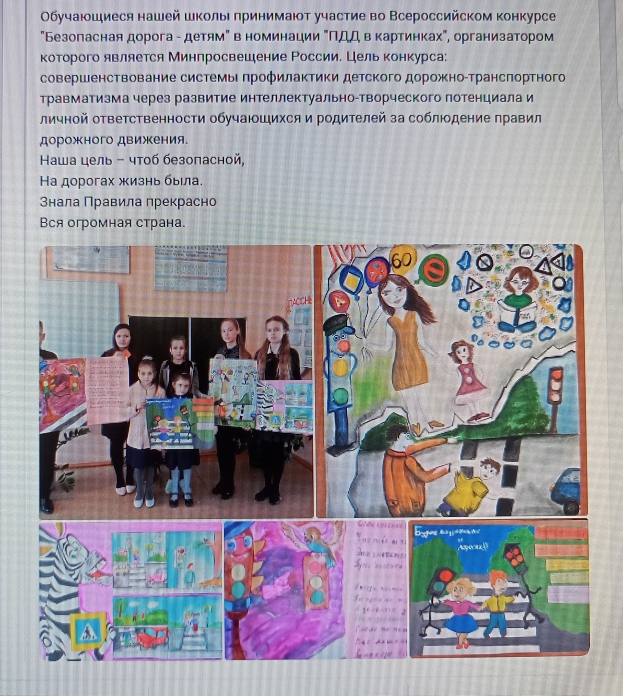 Обучающиеся нашей школы принимают участие во Всероссийском конкурсе
"Безопасная дорога - детям" в номинации "ПДД в картинках", организатором
которого является Минпросвещение России. Цель конкурса:
совершенствование системы профилактики детского дорожно-транспортного
травматизма через развитие интеллектуально-творческого потенциала и
личной ответственности обучающихся и родителей за соблюдение правил
дорожного движения.
Наша цель – чтоб безопасной,
На дорогах жизнь была.
Знала Правила прекрасно
Вся огромная страна.
60